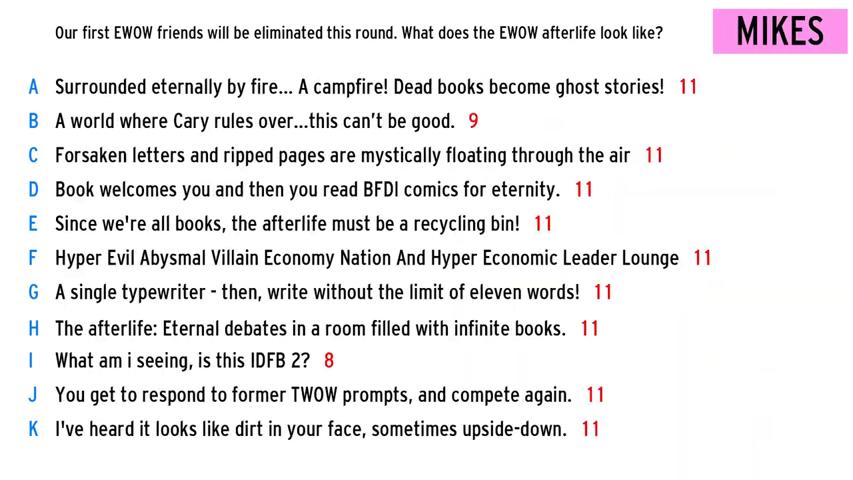 Our first EWOW friends will be eliminated this round. What does the EWOW afterlife look like?
MIKES
A Surrounded eternally by fire... A campfire! Dead books become ghost stories! 11
B A world where Cary rules over...this can't be good. 9
C Forsaken letters and ripped pages are mystically floating through the air 11
D Book welcomes you and then you read BFDI comics for eternity. 11
E Since we're all books, the afterlife must be a recycling bin! 11
F Hyper Evil Abysmal Villain Economy Nation And Hyper Economic Leader Lounge 11
G A single typewriter - then, write without the limit of eleven words! 11
H The afterlife: Eternal debates in a room filled with infinite books. 11
I What am i seeing, is this IDFB 2? 8
J You get to respond to former TWOW prompts, and compete again. 11
K I've heard it looks like dirt in your face, sometimes upside-down. 11